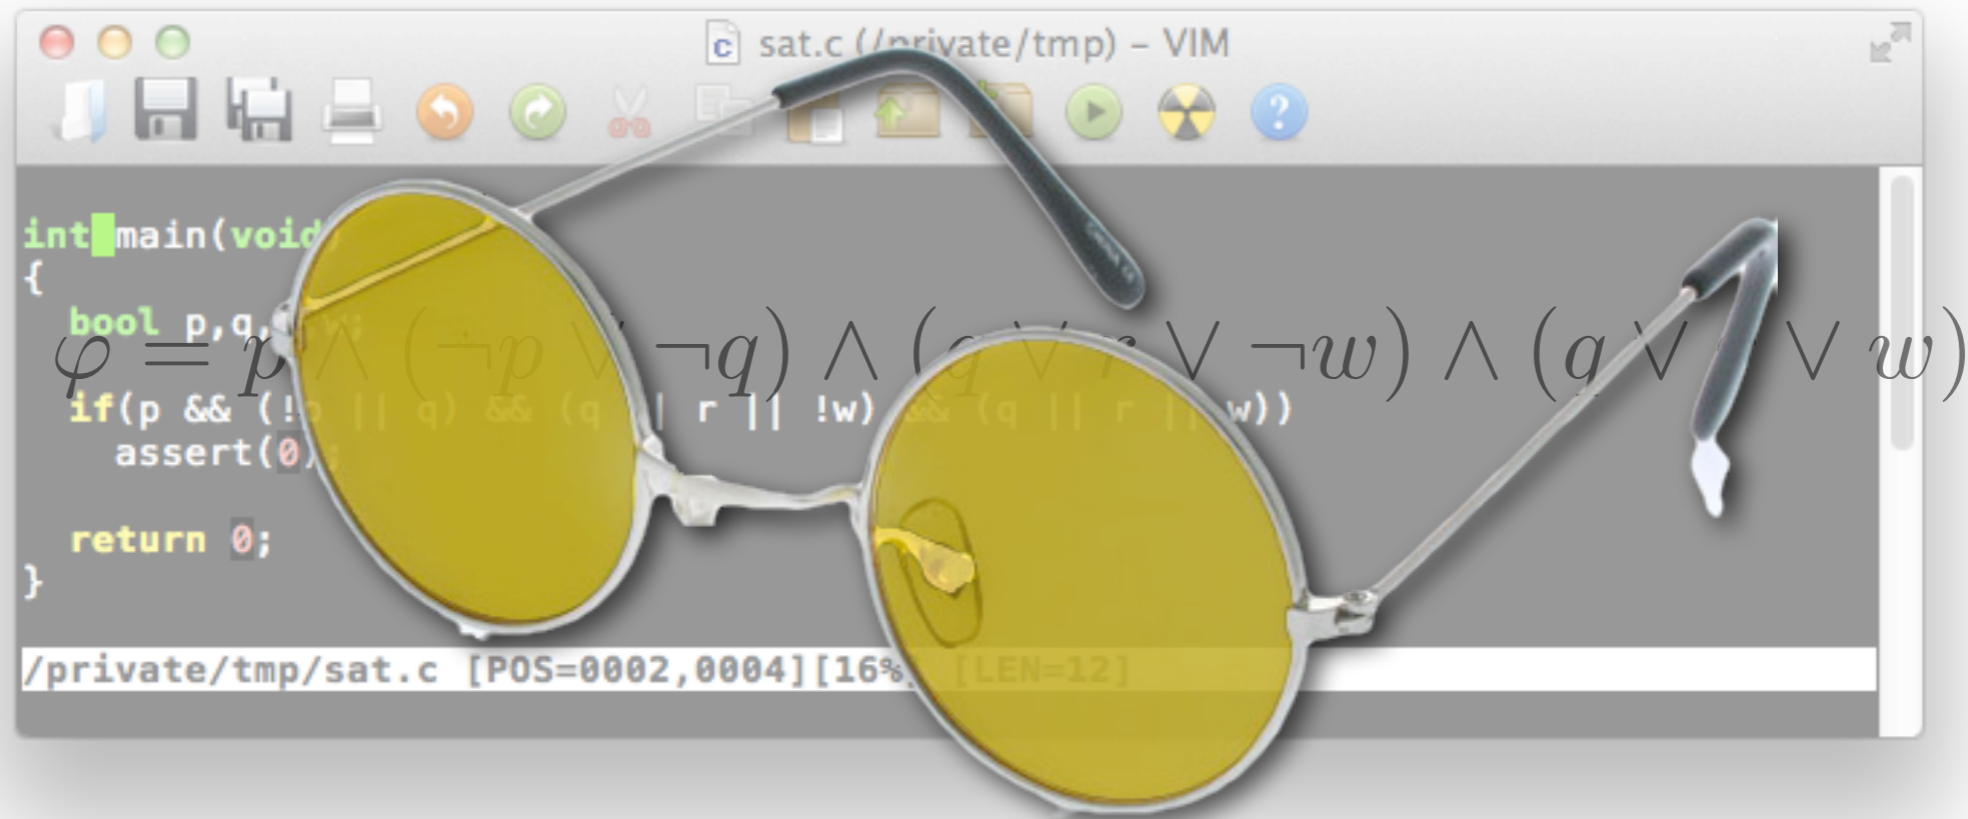 sat.c (/private/tmp) – VIM
int main(void)
{
bool p,q, w;
φ = p ∧ (¬p ∨ ¬q) ∧ (q ∨ r ∨ ¬w) ∧ (q ∨ ∨ w)
if(p && (!p || q) && (q || r || !w) && (q || r || w))
assert(0);
return 0;
}
/private/tmp/sat.c [POS=0002,0004][16%] [LEN=12]